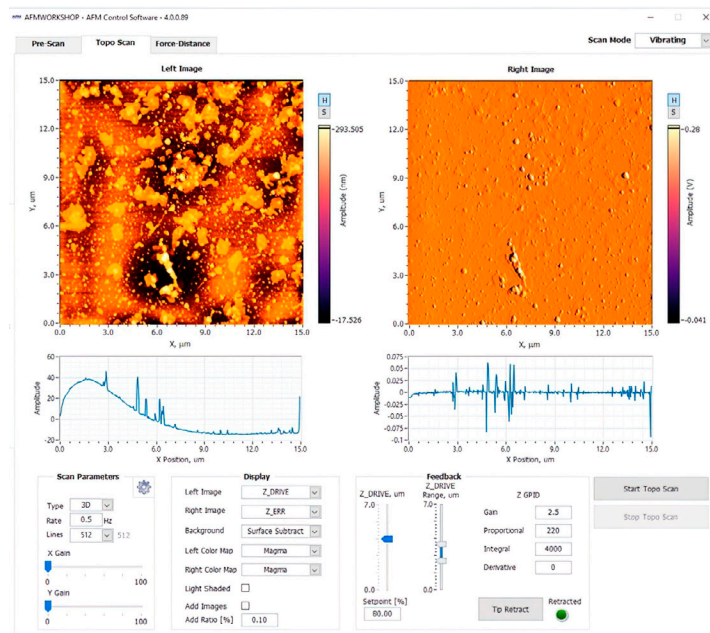 AFMWORKSHOP - AFM Control Software - 4.0.0.89
Pre-Scan Topo Scan Force-Distance Scan Mode Vibrating
Left Image Right Image
H S
293.505
-17.526
Amplitude (nm)
15.0
12.0
9.0
6.0
3.0
0.0
Y, um
0.0 3.0 6.0 9.0 12.0 15.0
X, µm
H S
0.28
-0.041
Amplitude (V)
15.0
12.0
9.0
6.0
3.0
0.0
Y, um
0.0 3.0 6.0 9.0 12.0 15.0
X, µm
60
40
20
0
-20
Amplitude
0.0 3.0 6.0 9.0 12.0 15.0
X Position, um
0.075
0.05
0.025
0
-0.025
-0.05
-0.075
-0.1
Amplitude
0.0 3.0 6.0 9.0 12.0 15.0
X Position, um
Scan Parameters
Type 3D
Rate 0.5 Hz
Lines 512 512
X Gain
0 100
Y Gain
0 100
Display
Left Image Z_DRIVE
Right Image Z_ERR
Background Surface Subtract
Left Color Map Magma
Right Color Map Magma
Light Shaded
Add Images
Add Ratio [%] 0.10
Feedback
Z_DRIVE, um
7.0
0.0
Z_DRIVE
Range, um
7.0
0.0
Z GPID
Gain 2.5
Proportional 220
Integral 4000
Derivative 0
Setpoint [%]
80.00
Tip Retract
Retracted
Start Topo Scan
Stop Topo Scan